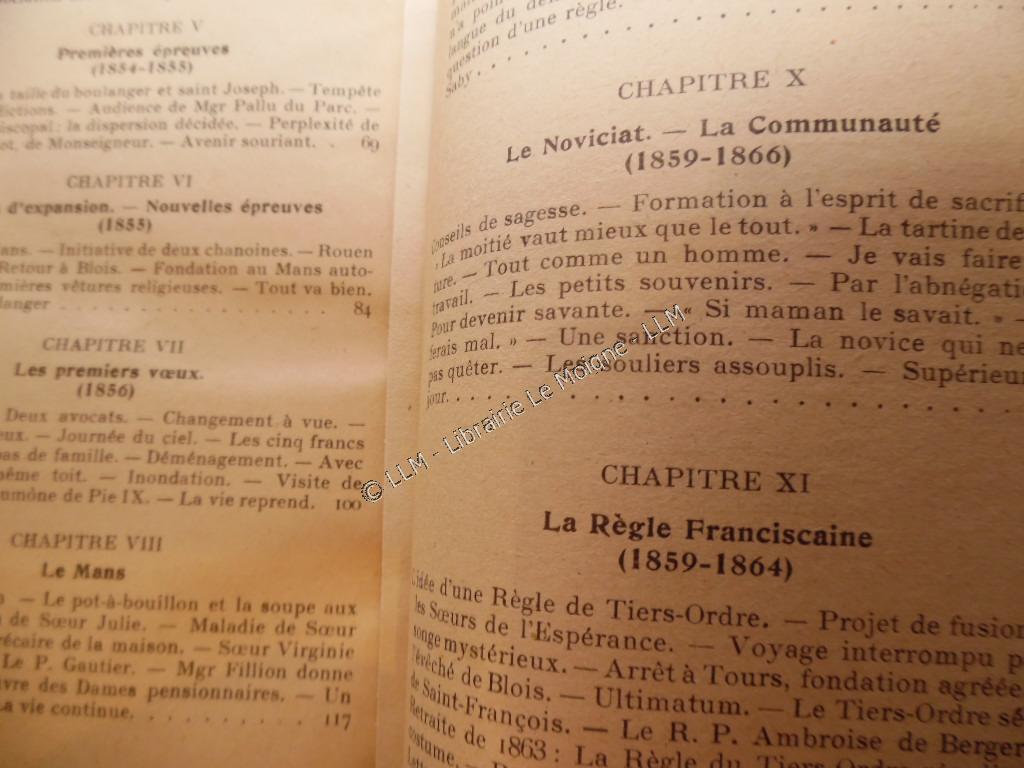 CHAPITRE V
Premières épreuves
(1854-1855)
taille du boulanger et saint Joseph. — Tempête
— Audience de Mgr Pallu du Parc. —
la dispersion décidée. — Perplexité de
de Monseigneur. — Avenir souriant. . 69
CHAPITRE VI
d'expansion. — Nouvelles épreuves
(1855)
— Initiative de deux chanoines. — Rouen
Retour à Blois. — Fondation au Mans auto-
vêtures religieuses. — Tout va bien.
84
CHAPITRE VII
Les premiers vœux.
(1856)
Deux avocats. — Changement à vue. —
— Journée du ciel. — Les cinq francs
de famille. — Déménagement. — Avec
toit. — Inondation. — Visite de
de Pie IX. — La vie reprend. 100
CHAPITRE VIII
Le Mans
— Le pot-à-bouillon et la soupe aux
de Sœur Julie. — Maladie de Sœur
de la maison. — Sœur Virginie
Le P. Gautier. — Mgr Fillion donne
des Dames pensionnaires. — Un
La vie continue. . . . . . . . . 117
n'a point
langue du
question d'une règle.
Saby . . . . . . . . . . . . . . . .
CHAPITRE X
Le Noviciat. — La Communauté
(1859-1866)
Conseils de sagesse. — Formation à l'esprit de sacrif
« La moitié vaut mieux que le tout. » — La tartine de
ture. — Tout comme un homme. — Je vais faire
travail. — Les petits souvenirs. — Par l'abnégati
Pour devenir savante. — « Si maman le savait. » —
ferais mal. » — Une sanction. — La novice qui ne
pas quêter. — Les souliers assouplis. — Supérieur
jour. . . . . . . . . . . . . . . . .
CHAPITRE XI
La Règle Franciscaine
(1859-1864)
L'idée d'une Règle de Tiers-Ordre. — Projet de fusion
les Sœurs de l'Espérance. — Voyage interrompu p
songe mystérieux. — Arrêt à Tours, fondation agréée
l'évêché de Blois. — Ultimatum. — Le Tiers-Ordre sé
de Saint-François. — Le R. P. Ambroise de Berger
Retraite de 1863 : La Règle du Tiers-Ordre
costume. —
© LLM - Librairie Le Moigne - LLM